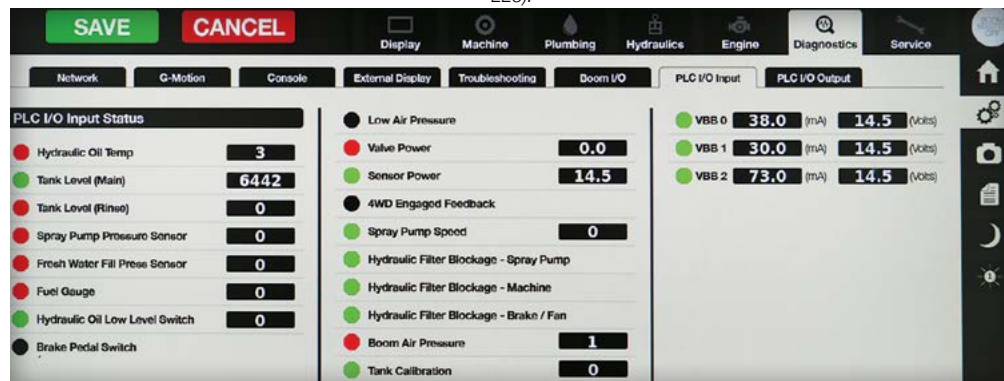 SAVE
CANCEL
Display
Machine
Plumbing
Hydraulics
Engine
Diagnostics
Service
Network
G-Motion
Console
External Display
Troubleshooting
Boom I/O
PLC I/O Input
PLC I/O Output
PLC I/O Input Status
Hydraulic Oil Temp 3
Tank Level (Main) 6442
Tank Level (Rinse) 0
Spray Pump Pressure Sensor 0
Fresh Water Fill Press Sensor 0
Fuel Gauge 0
Hydraulic Oil Low Level Switch 0
Brake Pedal Switch
Low Air Pressure
Valve Power 0.0
Sensor Power 14.5
4WD Engaged Feedback
Spray Pump Speed 0
Hydraulic Filter Blockage - Spray Pump
Hydraulic Filter Blockage - Machine
Hydraulic Filter Blockage - Brake / Fan
Boom Air Pressure 1
Tank Calibration 0
VBB 0 38.0 (mA) 14.5 (Volts)
VBB 1 30.0 (mA) 14.5 (Volts)
VBB 2 73.0 (mA) 14.5 (Volts)
1